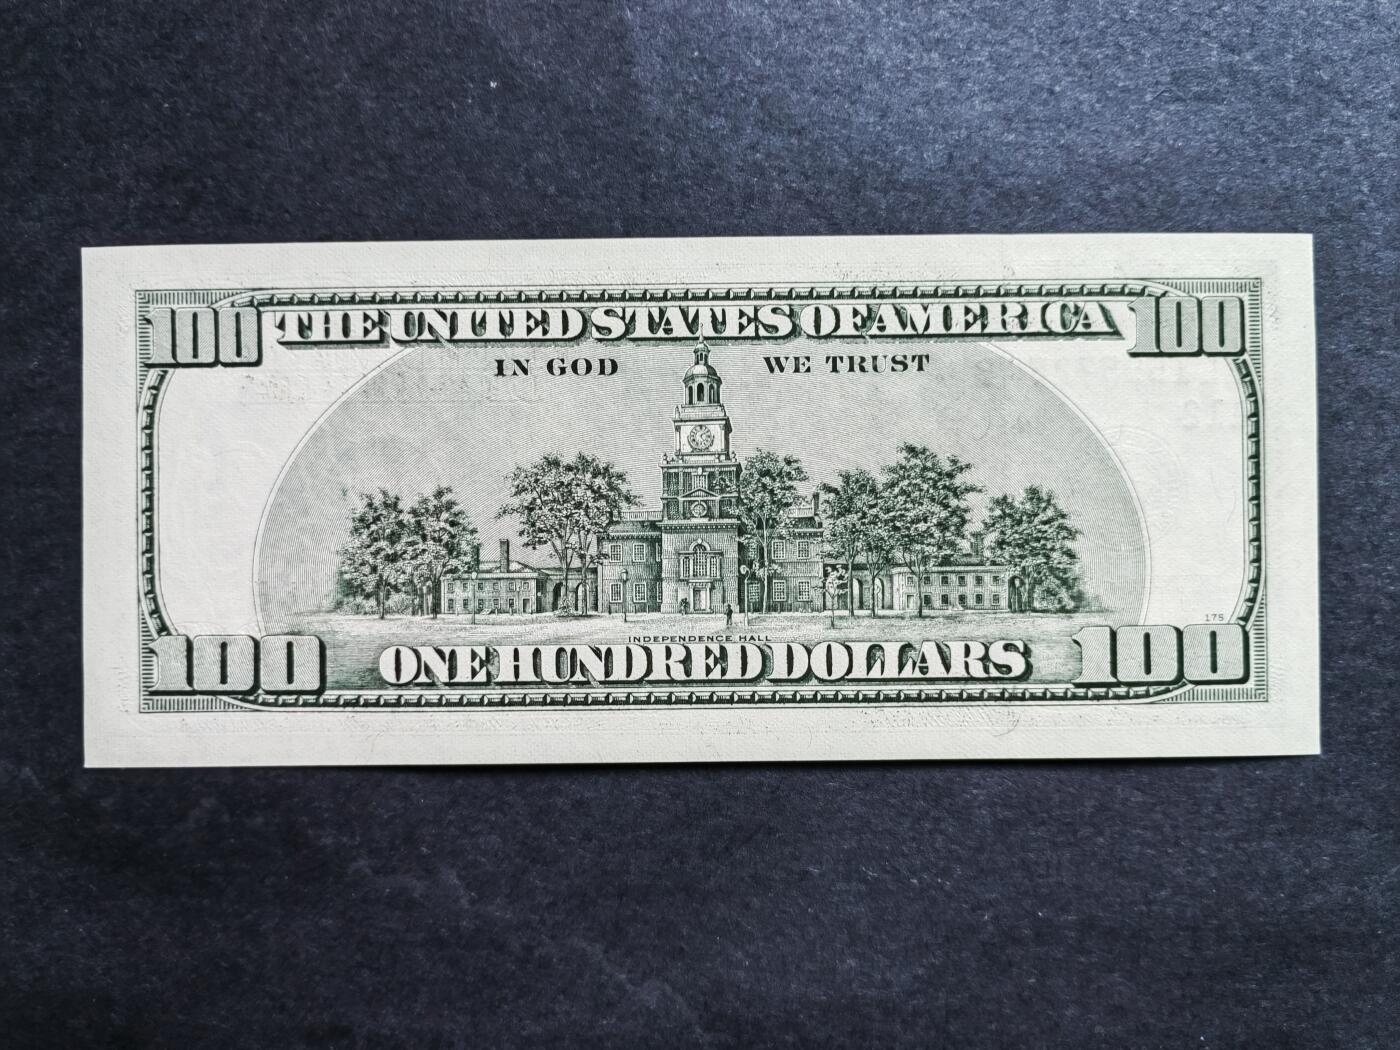 100 THE UNITED STATES OF AMERICA 100
IN GOD WE TRUST
175
INDEPENDENCE HALL
100 ONE HUNDRED DOLLARS 100